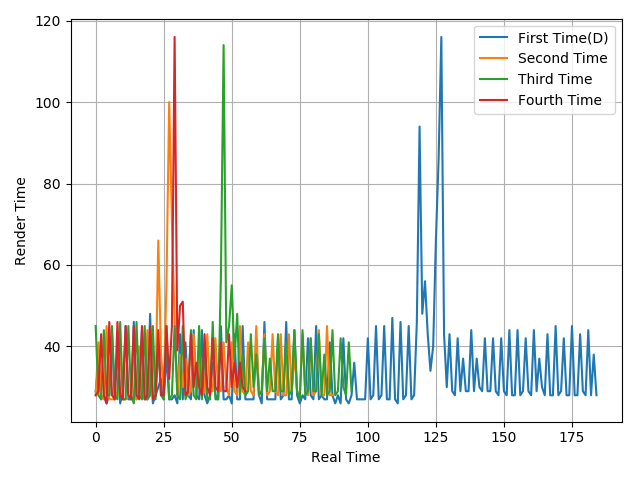 120
100
80
60
40
Render Time
0
25
50
75
100
125
150
175
Real Time
First Time(D)
Second Time
Third Time
Fourth Time